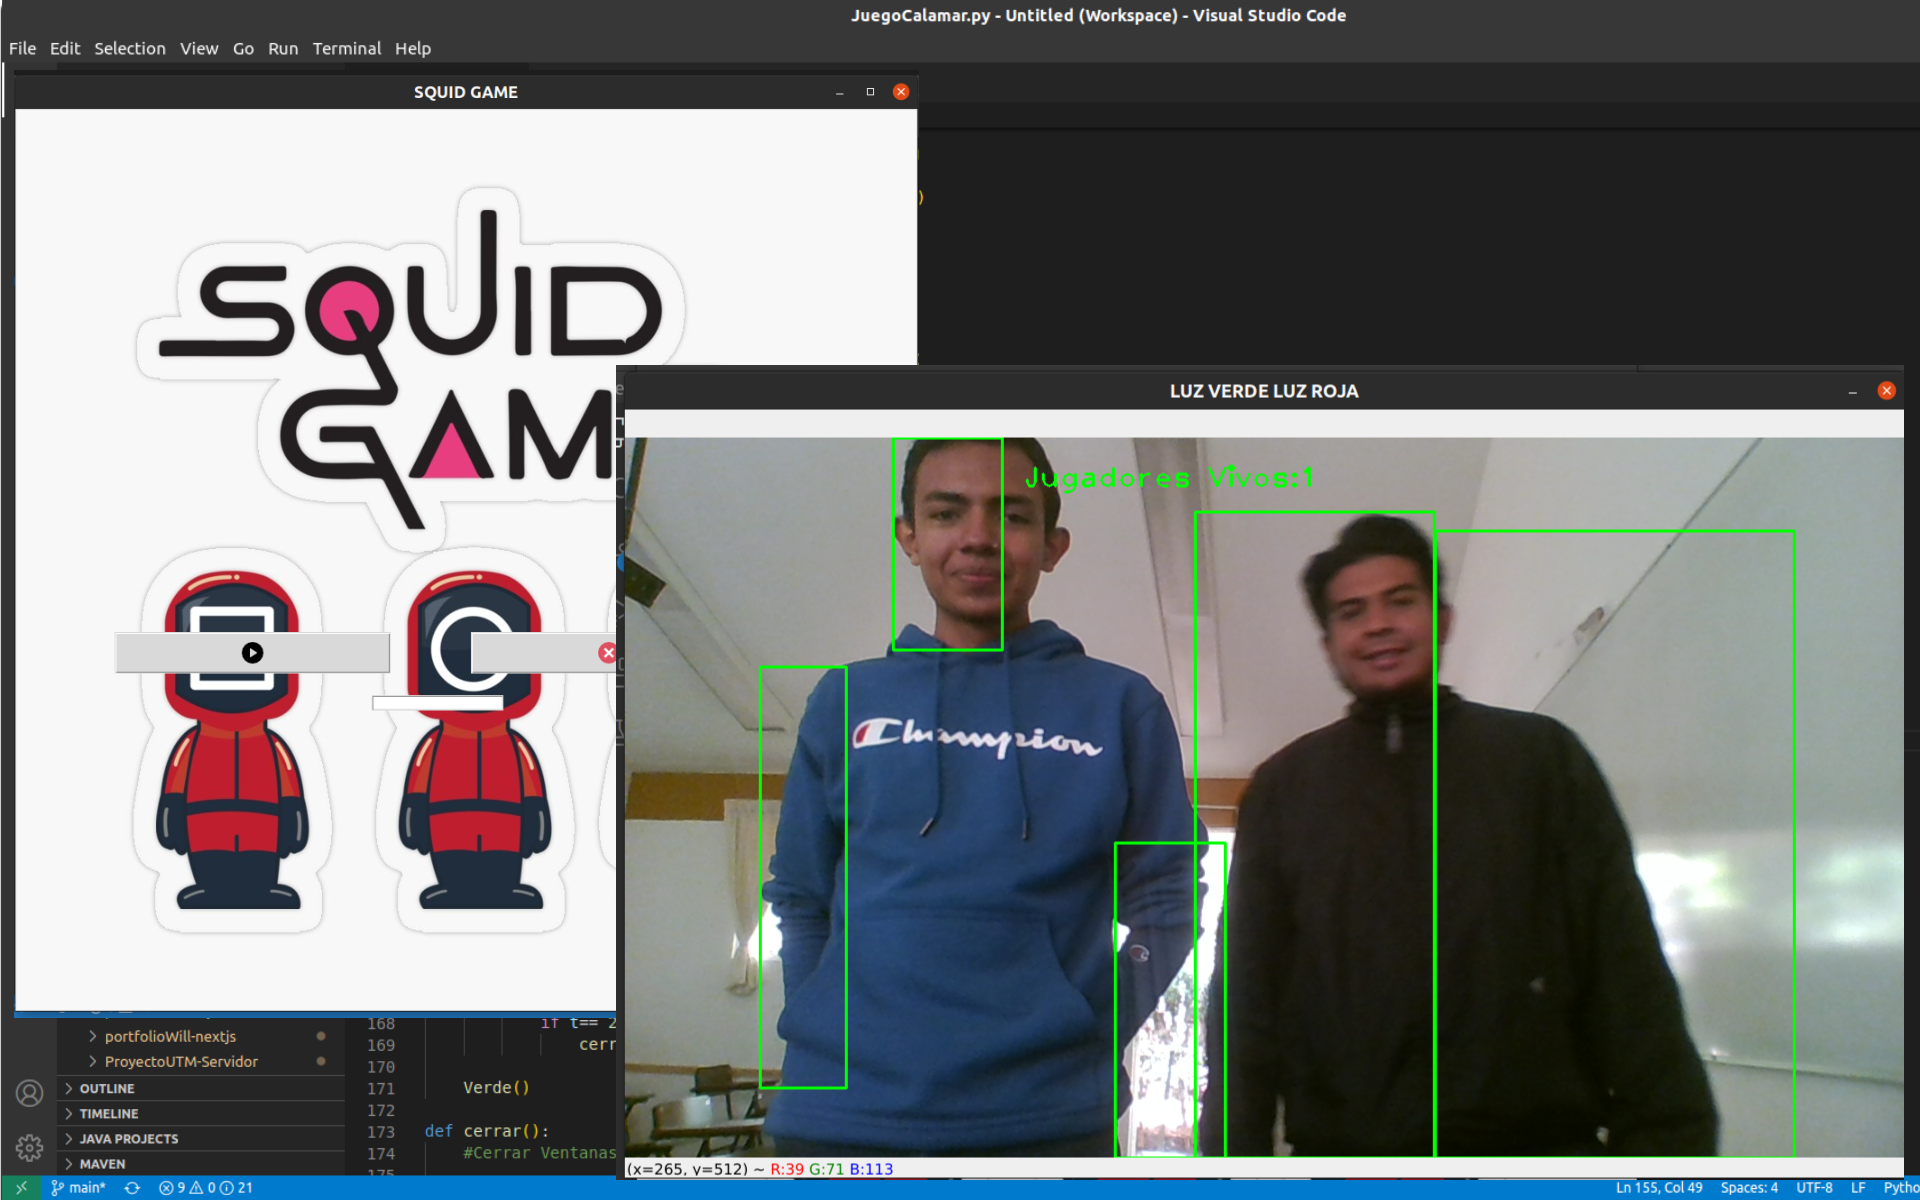 JuegoCalamar.py - Untitled (Workspace) - Visual Studio Code
File Edit Selection View Go Run Terminal Help
SQUID GAME
SQUID
GAM
LUZ VERDE LUZ ROJA
Jugadores Vivos:1
Champion
portfolioWill-nextjs
ProyectoUTM-Servidor
OUTLINE
TIMELINE
JAVA PROJECTS
MAVEN
168 if t== 2
169 cerr
170
171 Verde()
172
173 def cerrar():
174 #Cerrar Ventanas
175
(x=265, y=512) ~ R:39 G:71 B:113
main* 9 0 21
Ln 155, Col 49 Spaces: 4 UTF-8 LF Pytho